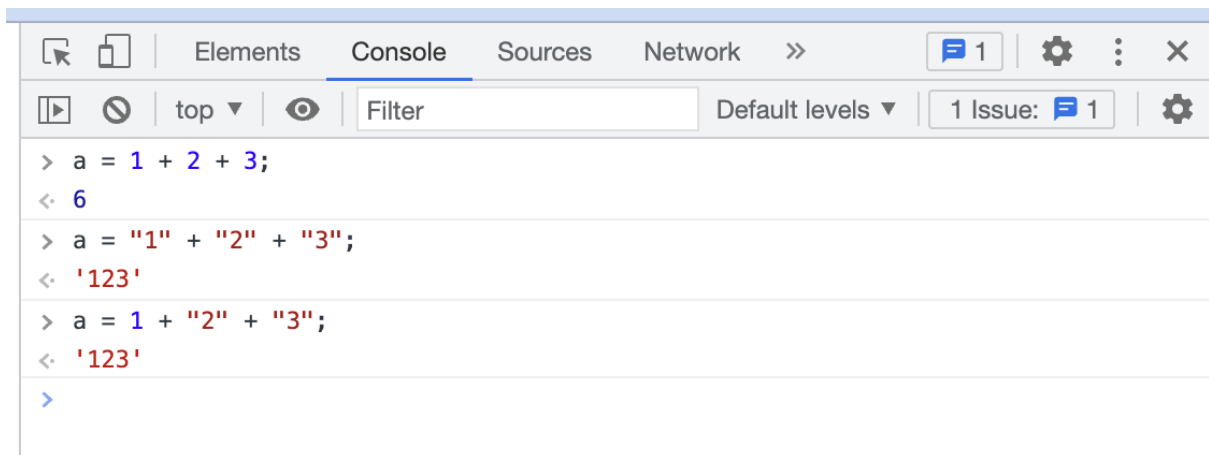 Elements Console Sources Network » 1
top ▼ Filter Default levels ▼ 1 Issue: 1
> a = 1 + 2 + 3;
6
> a = "1" + "2" + "3";
'123'
> a = 1 + "2" + "3";
'123'
>